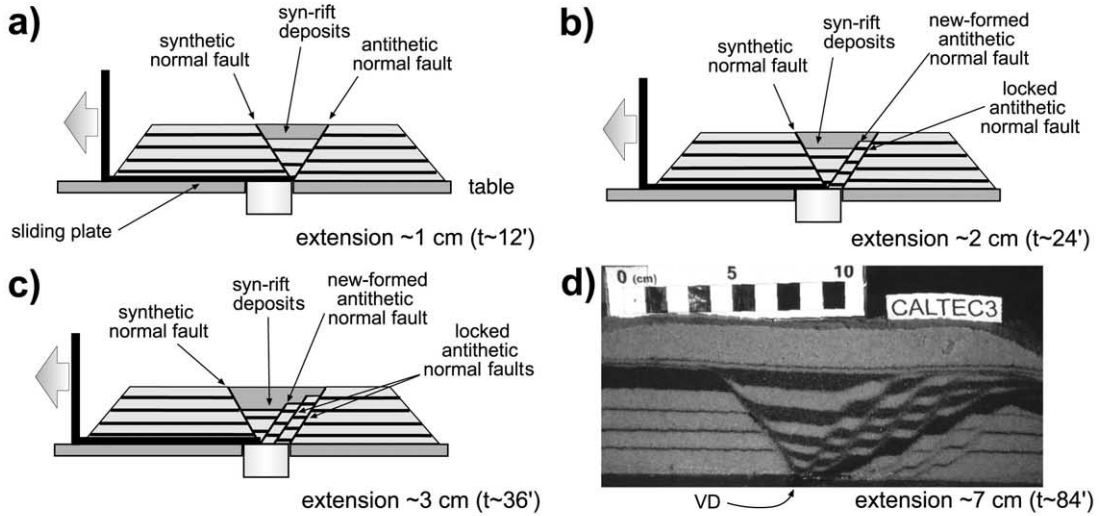 a)
syn-rift
deposits
synthetic
normal fault
antithetic
normal fault
table
sliding plate
extension ~1 cm (t~12')
b)
syn-rift
deposits
new-formed
antithetic
normal fault
synthetic
normal fault
locked
antithetic
normal fault
extension ~2 cm (t~24')
c)
syn-rift
deposits
new-formed
antithetic
normal fault
synthetic
normal fault
locked
antithetic
normal faults
extension ~3 cm (t~36')
d)
0 (cm) 5 10
CALTEC3
VD
extension ~7 cm (t~84')